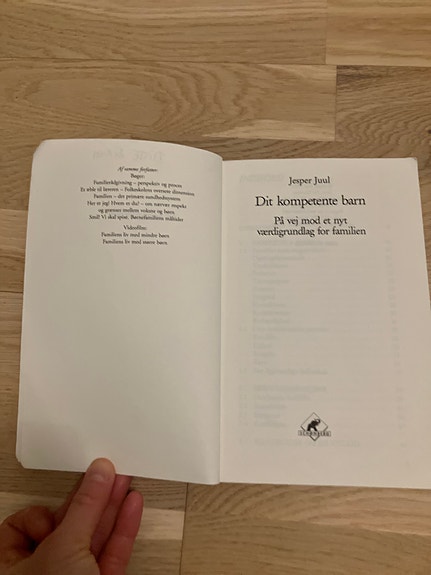 Af samme forfatter:
Bøger:
Familierådgivning – perspektiv og proces
Et æble til læreren – Folkeskolens oversete dimension
Familien – det primære sundhedssystem
Her er jeg! Hvem er du? – om nærvær, respekt
og grænser mellem voksne og børn
Smil! Vi skal spise. Børnefamiliens måltider
Videofilm:
Familiens liv med mindre børn
Familiens liv med større børn
Jesper Juul
Dit kompetente barn
På vej mod et nyt
værdigrundlag for familien